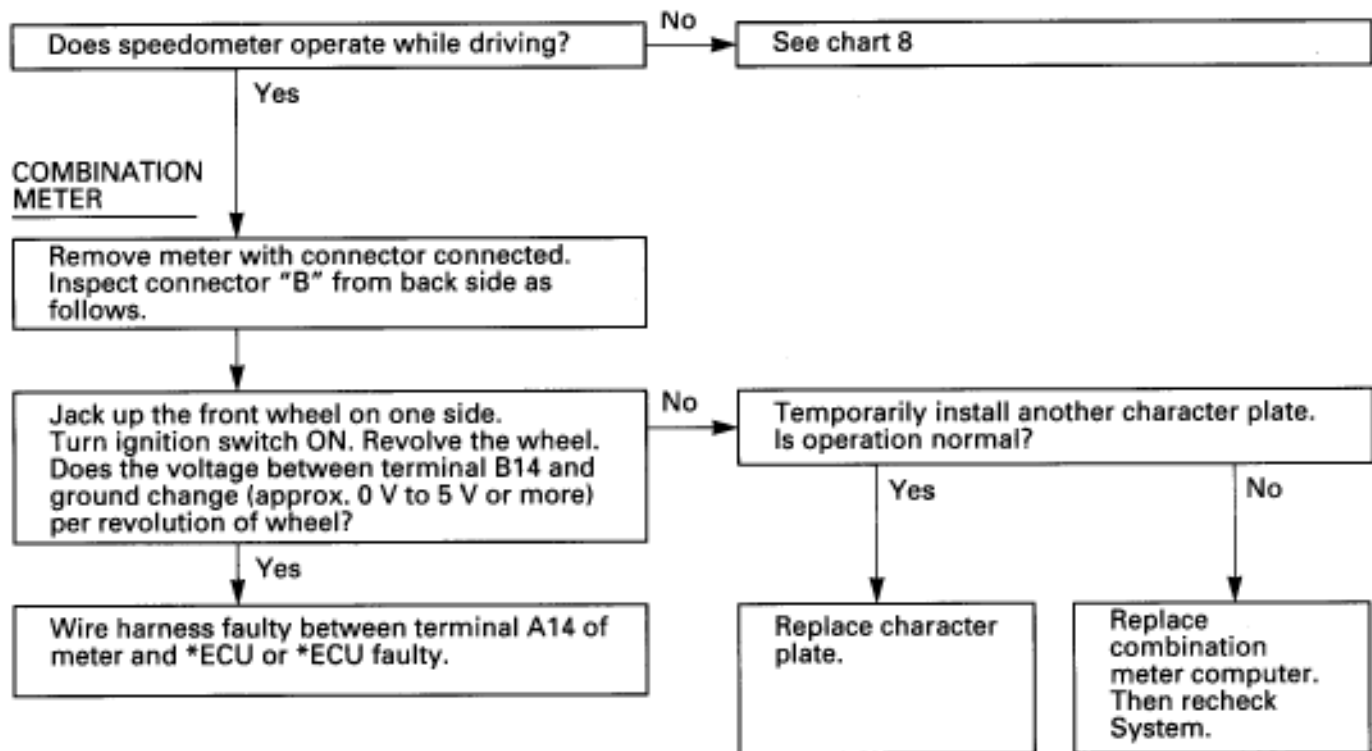 Does speedometer operate while driving?
No
See chart 8
Yes
COMBINATION
METER
Remove meter with connector connected.
Inspect connector "B" from back side as
follows.
Jack up the front wheel on one side.
Turn ignition switch ON. Revolve the wheel.
Does the voltage between terminal B14 and
ground change (approx. 0 V to 5 V or more)
per revolution of wheel?
No
Temporarily install another character plate.
Is operation normal?
Yes
No
Yes
Wire harness faulty between terminal A14 of
meter and *ECU or *ECU faulty.
Replace character
plate.
Replace
combination
meter computer.
Then recheck
System.